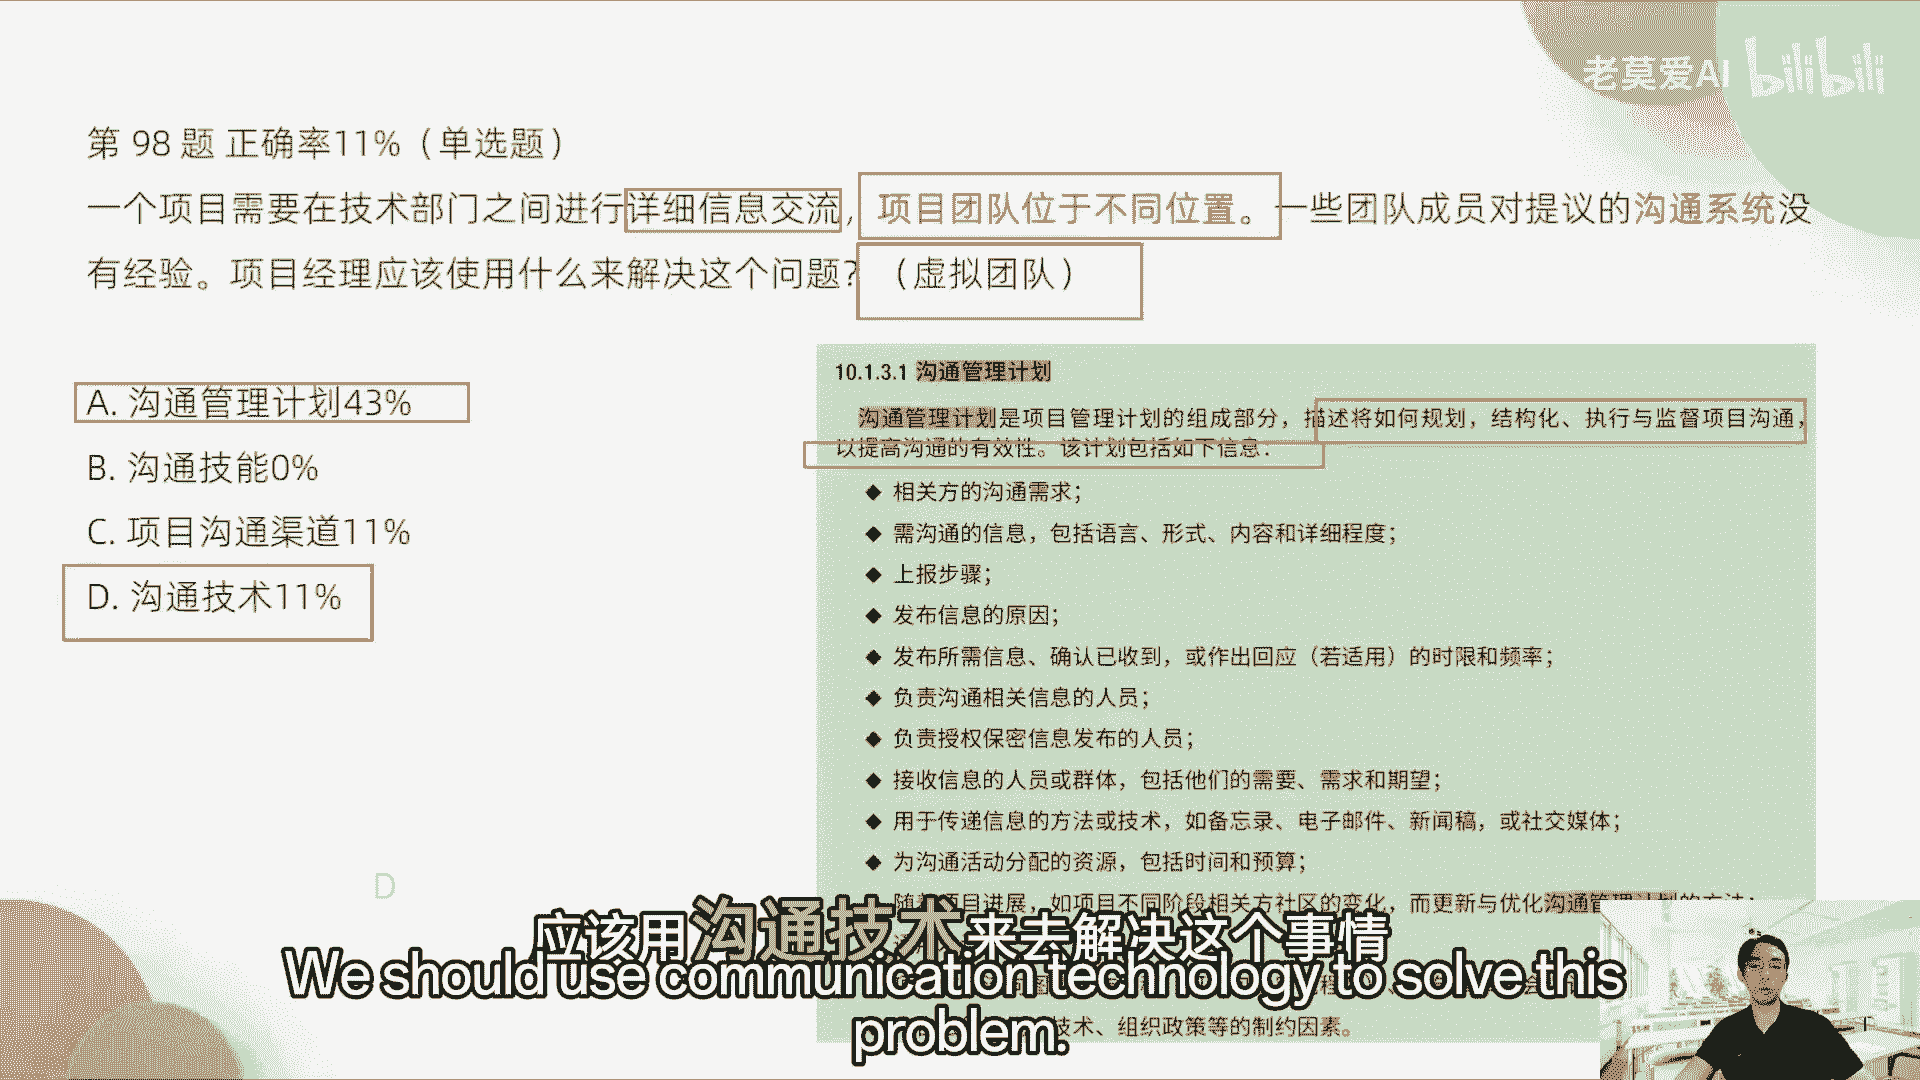 老莫爱AI bilibili
第 98 题 正确率11%（单选题）
一个项目需要在技术部门之间进行详细信息交流，项目团队位于不同位置。一些团队成员对提议的沟通系统没
有经验。项目经理应该使用什么来解决这个问题?（虚拟团队）
A. 沟通管理计划43%
B. 沟通技能0%
C. 项目沟通渠道11%
D. 沟通技术11%
D
10.1.3.1 沟通管理计划
沟通管理计划是项目管理计划的组成部分，描述将如何规划，结构化、执行与监督项目沟通，
以提高沟通的有效性。该计划包括如下信息：
◆ 相关方的沟通需求；
◆ 需沟通的信息，包括语言、形式、内容和详细程度；
◆ 上报步骤；
◆ 发布信息的原因；
◆ 发布所需信息、确认已收到，或作出回应（若适用）的时限和频率；
◆ 负责沟通相关信息的人员；
◆ 负责授权保密信息发布的人员；
◆ 接收信息的人员或群体，包括他们的需要、需求和期望；
◆ 用于传递信息的方法或技术，如备忘录、电子邮件、新闻稿，或社交媒体；
◆ 为沟通活动分配的资源，包括时间和预算；
随着项目进展，如项目不同阶段相关方社区的变化，而更新与优化沟通管理计划的方法；
技术、组织政策等的制约因素。
应该用沟通技术来去解决这个事情
We should use communication technology to solve this
problem.